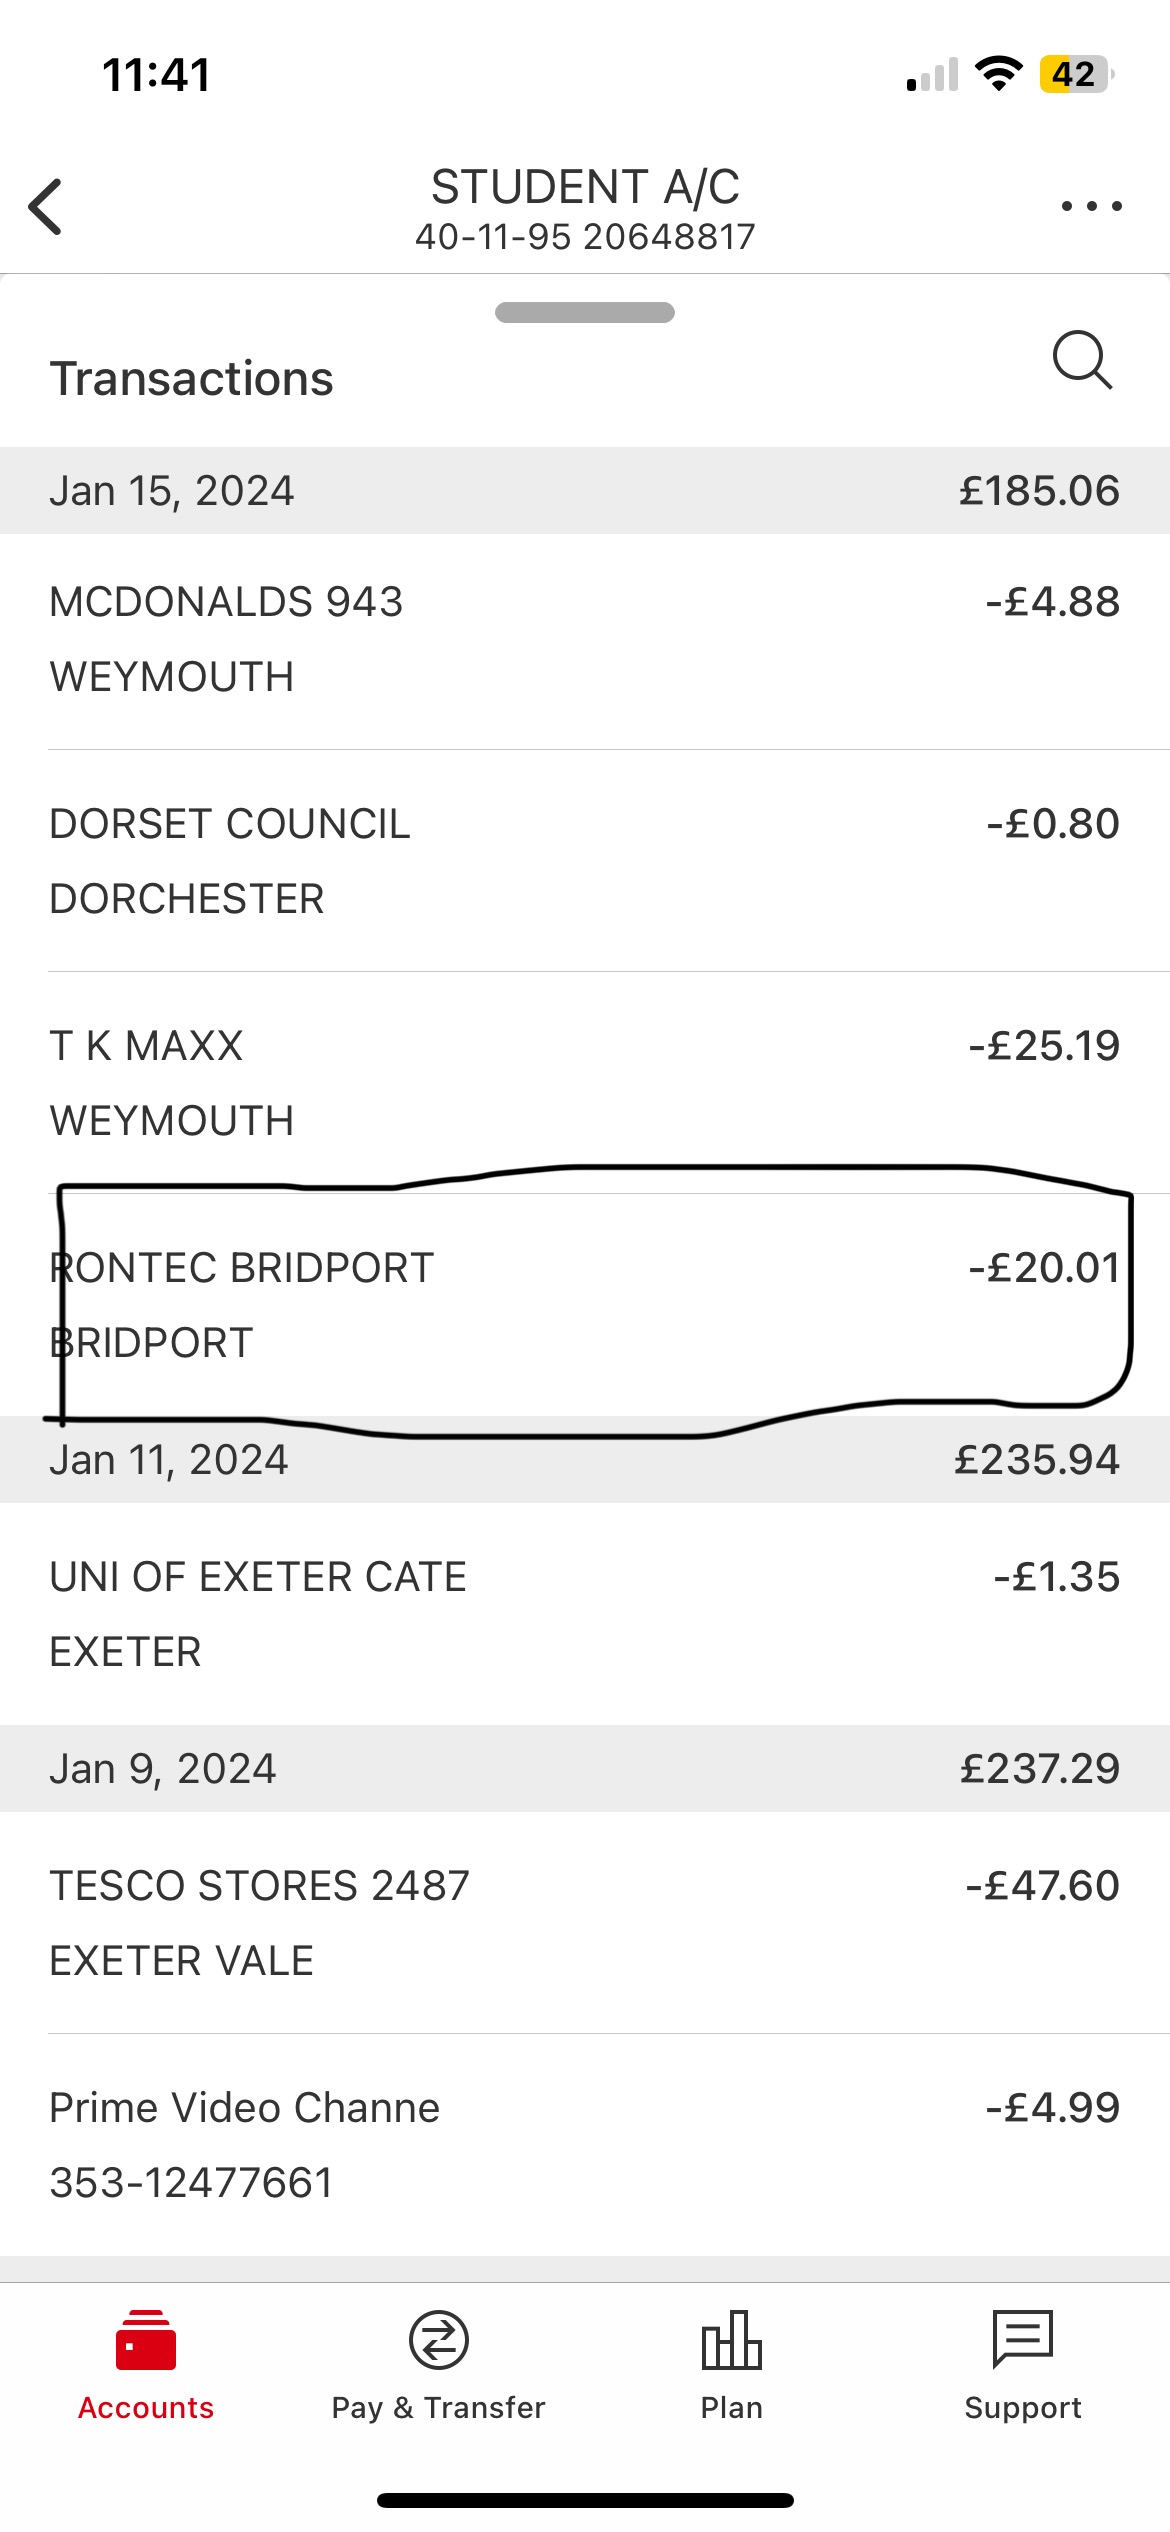 11:41
42
STUDENT A/C
40-11-95 20648817
Transactions
Jan 15, 2024 £185.06
MCDONALDS 943 -£4.88
WEYMOUTH
DORSET COUNCIL -£0.80
DORCHESTER
T K MAXX -£25.19
WEYMOUTH
RONTEC BRIDPORT -£20.01
BRIDPORT
Jan 11, 2024 £235.94
UNI OF EXETER CATE -£1.35
EXETER
Jan 9, 2024 £237.29
TESCO STORES 2487 -£47.60
EXETER VALE
Prime Video Channe -£4.99
353-12477661
Accounts Pay & Transfer Plan Support